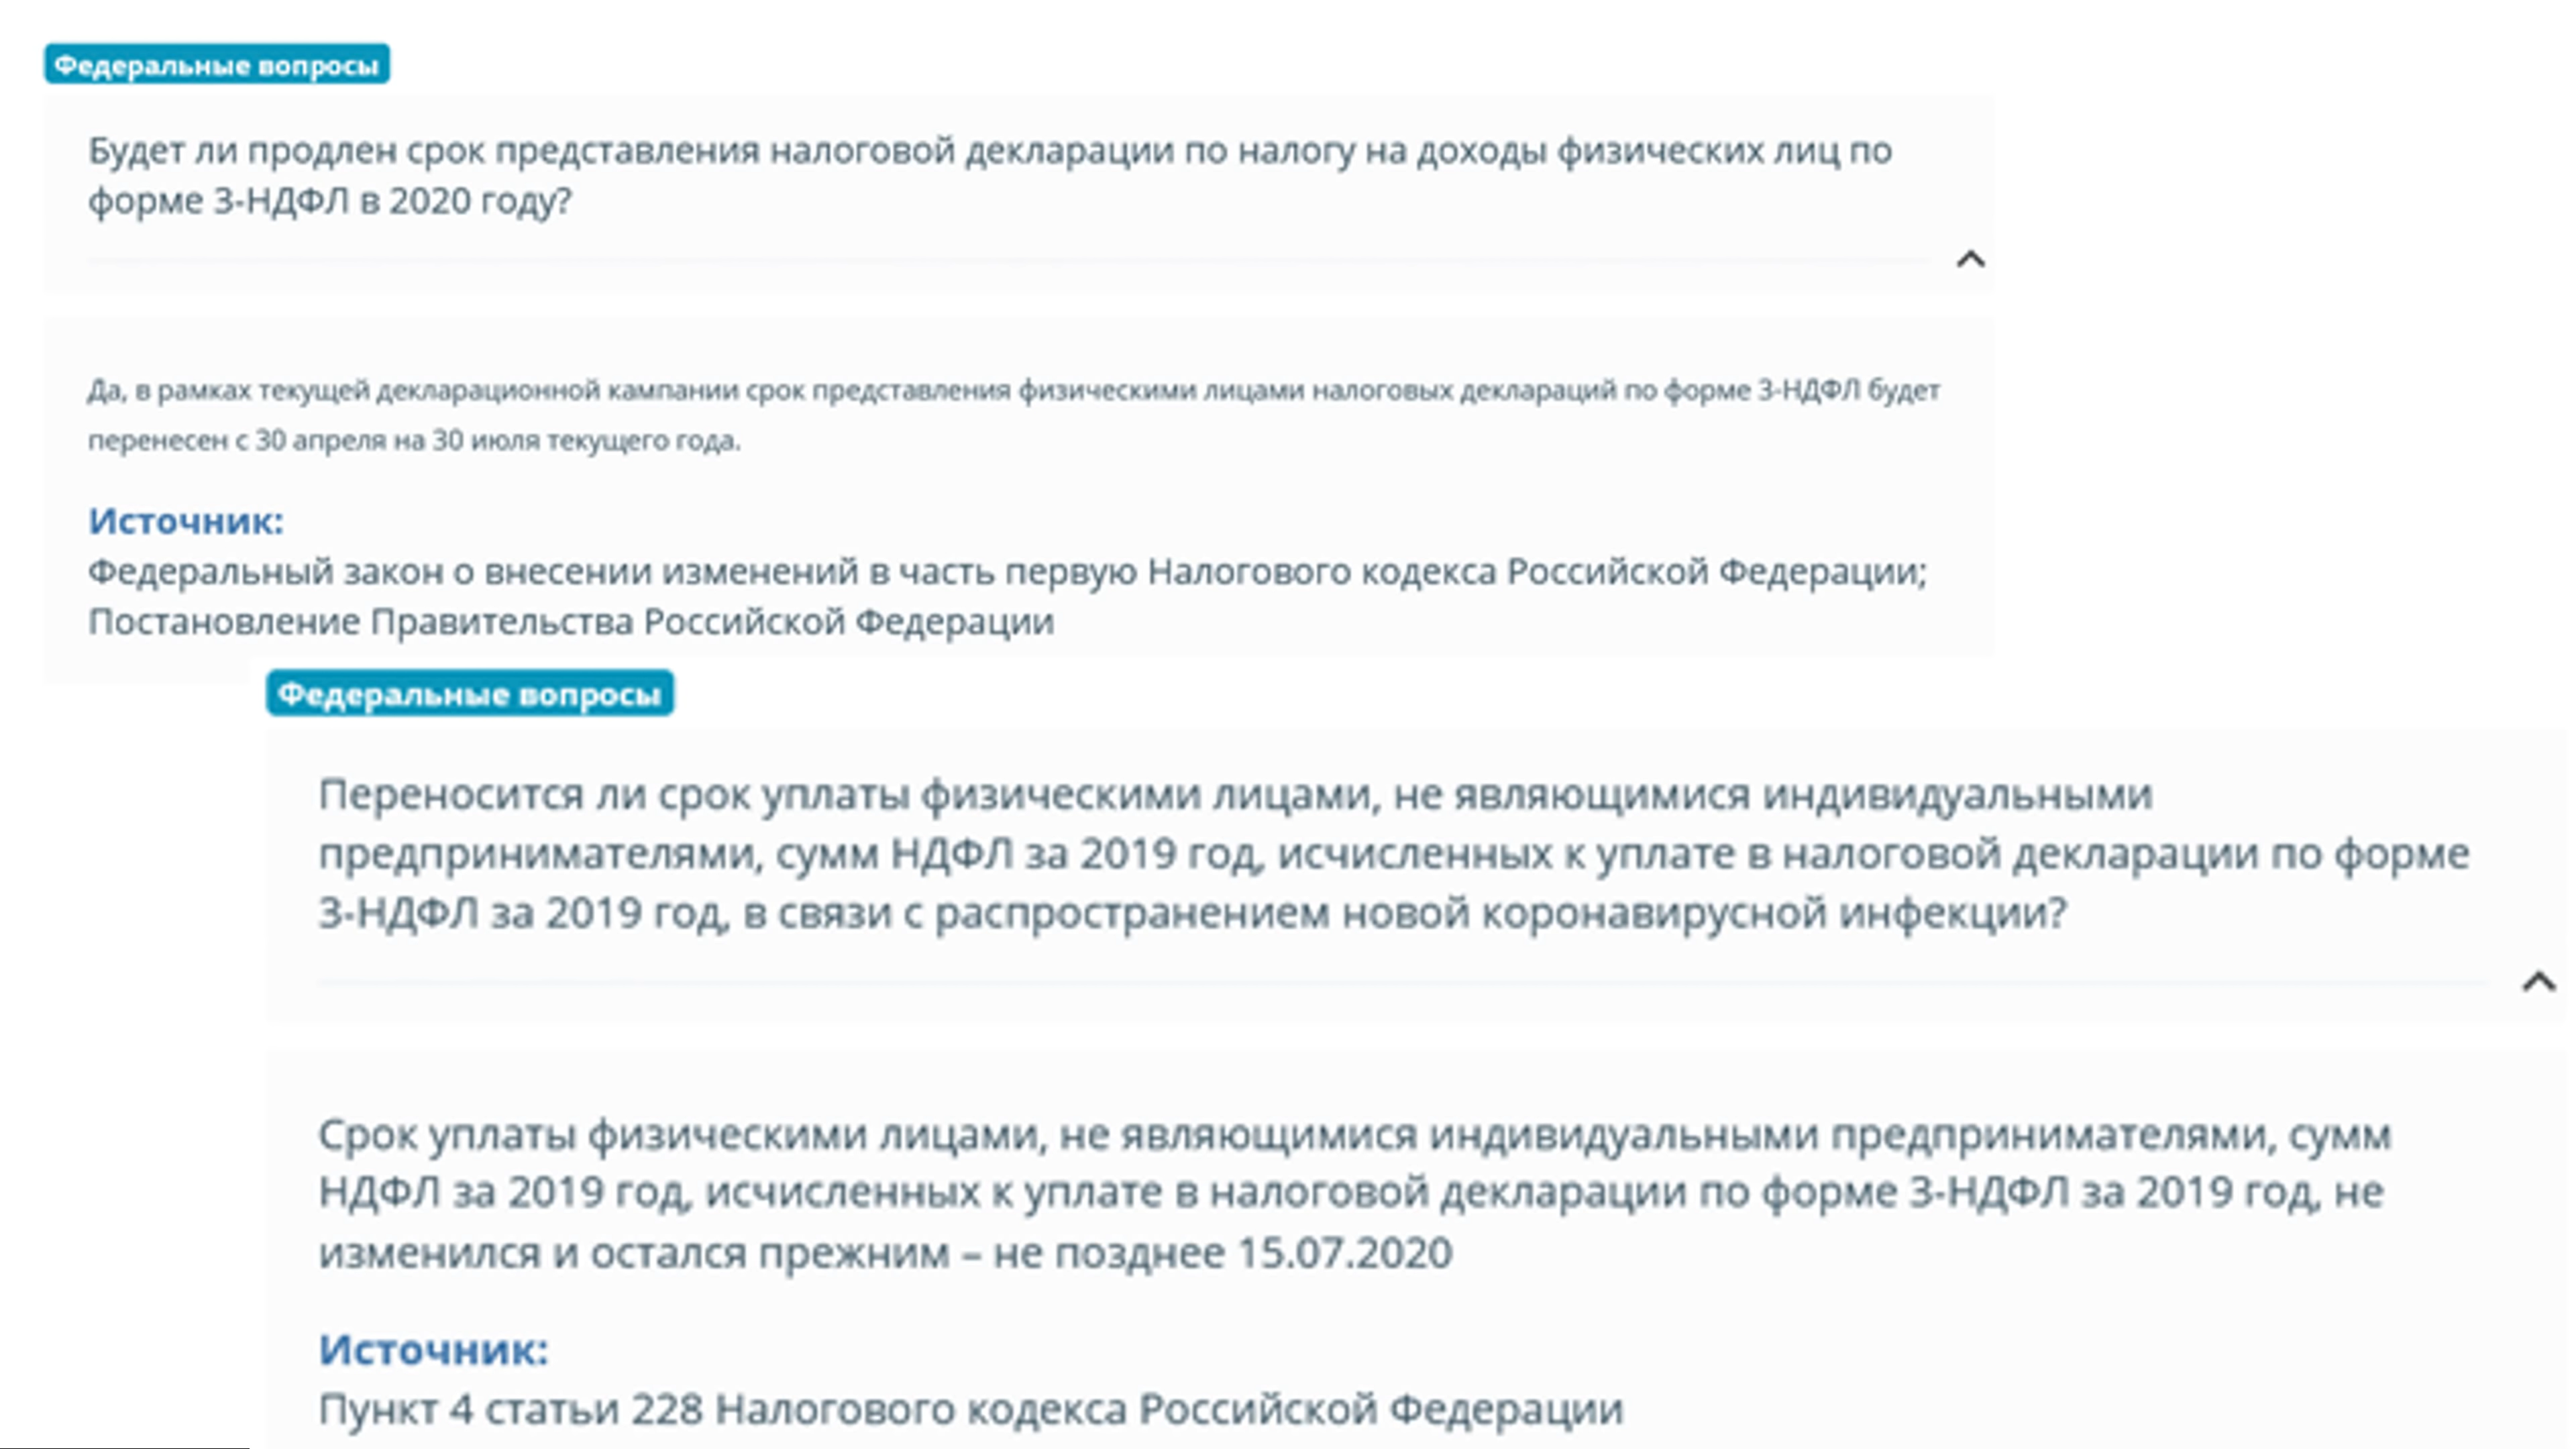 Федеральные вопросы
Будет ли продлен срок представления налоговой декларации по налогу на доходы физических лиц по
форме 3-НДФЛ в 2020 году?
Да, в рамках текущей декларационной кампании срок представления физическими лицами налоговых деклараций по форме 3-НДФЛ будет
перенесен с 30 апреля на 30 июля текущего года.
Источник:
Федеральный закон о внесении изменений в часть первую Налогового кодекса Российской Федерации;
Постановление Правительства Российской Федерации
Федеральные вопросы
Переносится ли срок уплаты физическими лицами, не являющимися индивидуальными
предпринимателями, сумм НДФЛ за 2019 год, исчисленных к уплате в налоговой декларации по форме
3-НДФЛ за 2019 год, в связи с распространением новой коронавирусной инфекции?
Срок уплаты физическими лицами, не являющимися индивидуальными предпринимателями, сумм
НДФЛ за 2019 год, исчисленных к уплате в налоговой декларации по форме 3-НДФЛ за 2019 год, не
изменился и остался прежним – не позднее 15.07.2020
Источник:
Пункт 4 статьи 228 Налогового кодекса Российской Федерации